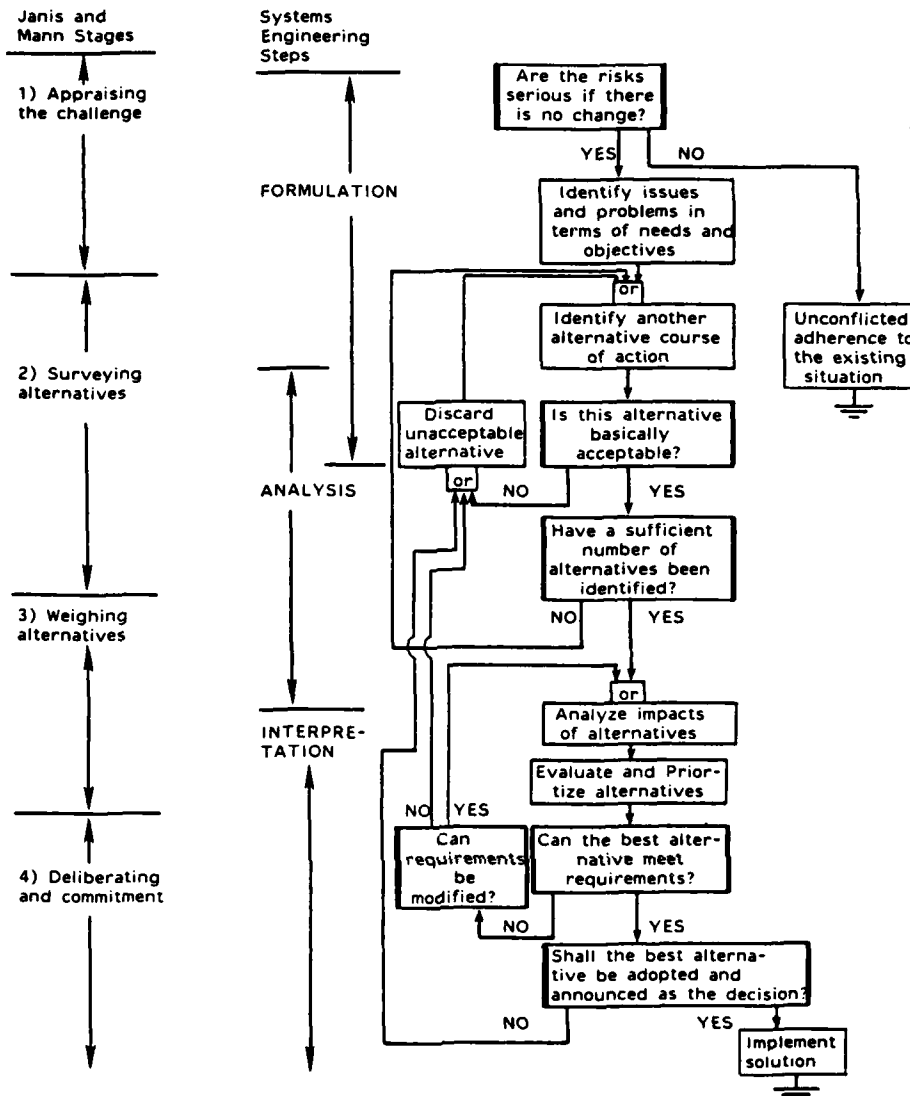 Janis and
Mann Stages
1) Appraising
the challenge
2) Surveying
alternatives
3) Weighing
alternatives
4) Deliberating
and commitment
Systems
Engineering
Steps
FORMULATION
ANALYSIS
INTERPRE-
TATION
Are the risks
serious if there
is no change?
YES
NO
Identify issues
and problems in
terms of needs and
objectives
or
Identify another
alternative course
of action
Unconflicted
adherence to
the existing
situation
Discard
unacceptable
alternative
or
Is this alternative
basically
acceptable?
NO
YES
Have a sufficient
number of
alternatives been
identified?
NO
YES
or
Analyze impacts
of alternatives
Evaluate and Prior-
tize alternatives
NO
YES
Can
requirements
be
modified?
Can the best alter-
native meet
requirements?
NO
YES
Shall the best alterna-
tive be adopted and
announced as the decision?
NO
YES
Implement
solution